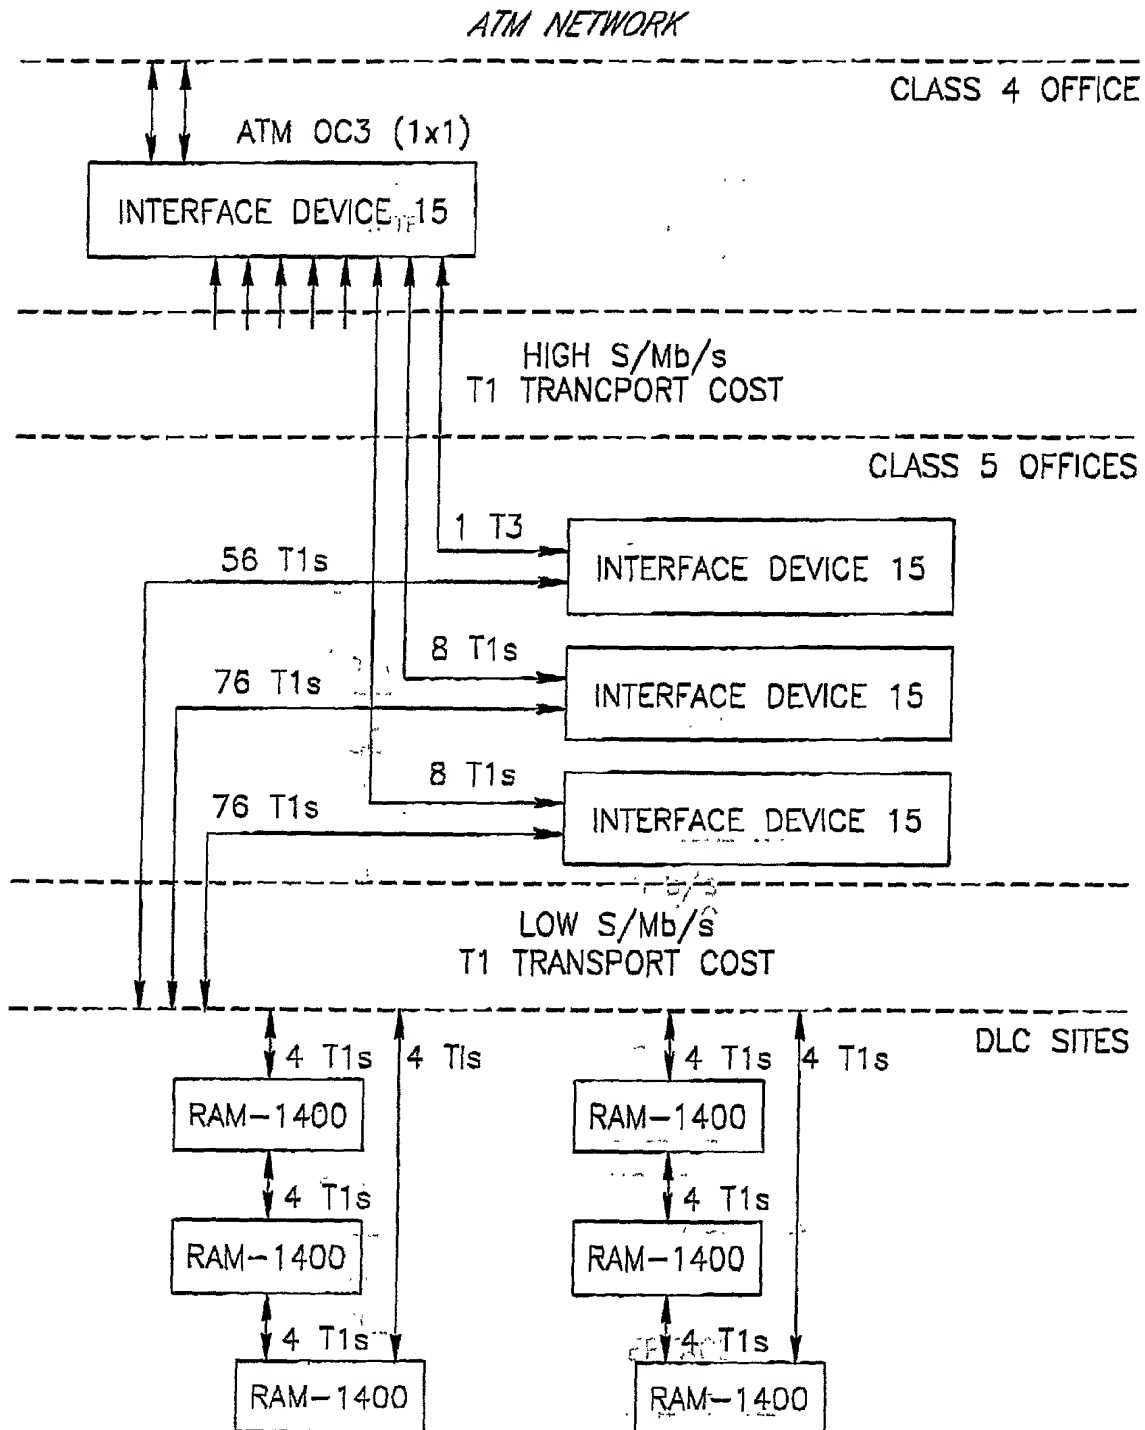 ATM NETWORK
CLASS 4 OFFICE
ATM OC3 (1x1)
INTERFACE DEVICE 15
HIGH S/Mb/s
T1 TRANCPORT COST
CLASS 5 OFFICES
1 T3
56 T1s
INTERFACE DEVICE 15
8 T1s
76 T1s
INTERFACE DEVICE 15
8 T1s
76 T1s
INTERFACE DEVICE 15
LOW S/Mb/s
T1 TRANSPORT COST
DLC SITES
4 T1s 4 TIs 4 T1s 4 T1s
RAM-1400 RAM-1400
4 T1s 4 T1s
RAM-1400 RAM-1400
4 T1s 4 T1s
RAM-1400 RAM-1400